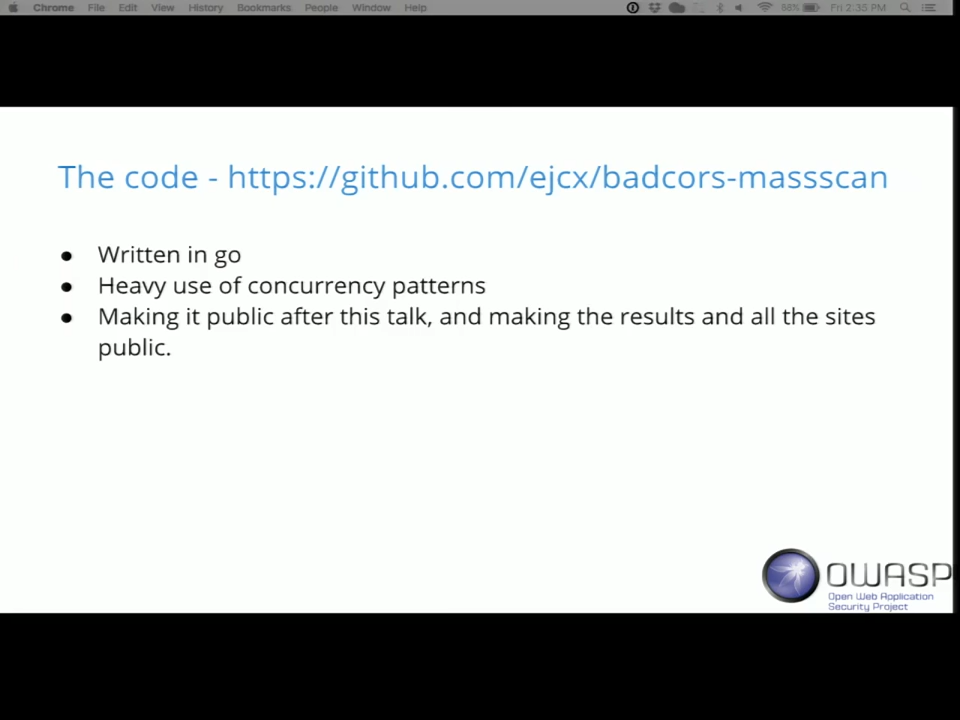 Chrome File Edit View History Bookmarks People Window Help 58% Fri 2:35 PM
The code - https://github.com/ejcx/badcors-massscan
● Written in go
● Heavy use of concurrency patterns
● Making it public after this talk, and making the results and all the sites
public.
OWASP
Open Web Application
Security Project